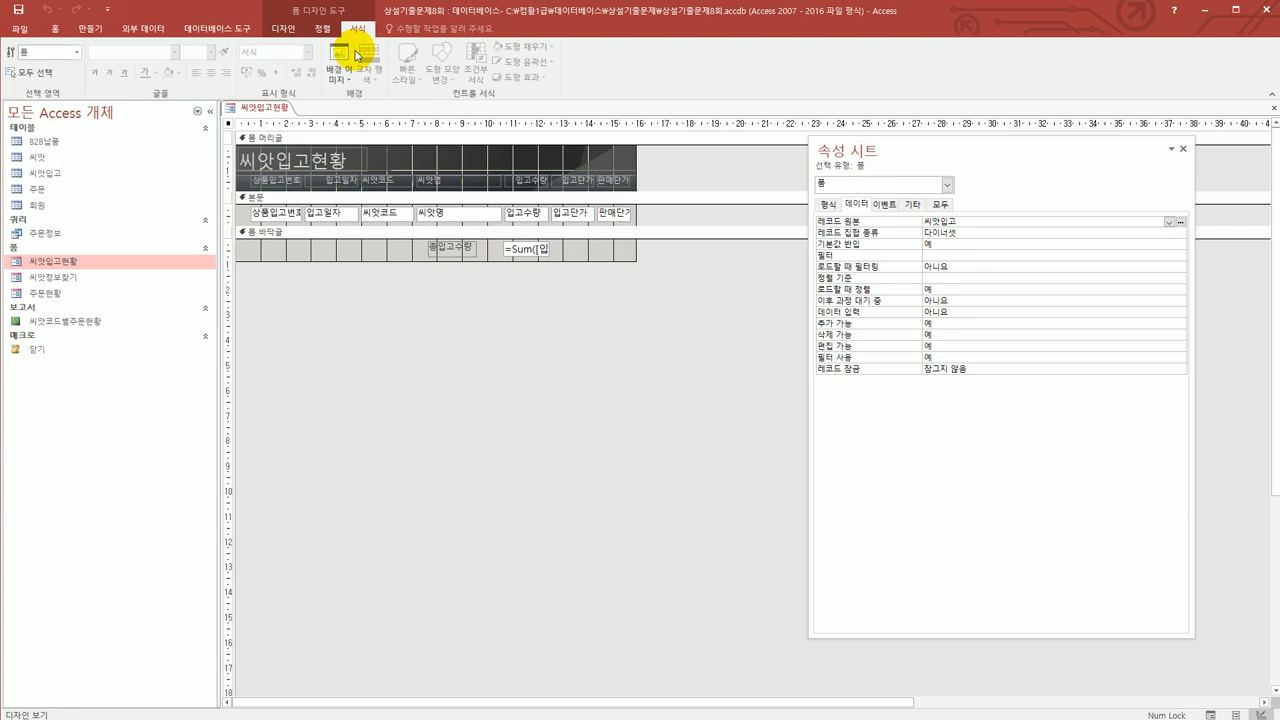 폼 디자인 도구
상설기출문제8회 : 데이터베이스- C:₩컴활1급₩데이터베이스₩상설기출문제₩상설기출문제8회.accdb (Access 2007 - 2016 파일 형식) - Access
파일 홈 만들기 외부 데이터 데이터베이스 도구 디자인 정렬 서식 수행할 작업을 알려 주세요.
폼
모두 선택
선택 영역
가 가 가
글꼴
서식
표시 형식
배경 이미지
교차 행 색
배경
빠른 스타일
도형 모양 변경
조건부 서식
도형 채우기
도형 윤곽선
도형 효과
컨트롤 서식
모든 Access 개체
테이블
B2B납품
씨앗
씨앗입고
주문
회원
쿼리
주문정보
폼
씨앗입고현황
씨앗정보찾기
주문현황
보고서
씨앗코드별주문현황
매크로
닫기
씨앗입고현황
폼 머리글
씨앗입고현황
상품입고번호 입고일자 씨앗코드 씨앗명 입고수량 입고단가 판매단가
본문
상품입고번호 입고일자 씨앗코드 씨앗명 입고수량 입고단가 판매단가
폼 바닥글
총입고수량 =Sum([입
속성 시트
선택 유형: 폼
폼
형식 데이터 이벤트 기타 모두
레코드 원본 씨앗입고
레코드 집합 종류 다이너셋
기본값 반입 예
필터
로드할 때 필터링 아니요
정렬 기준
로드할 때 정렬 예
이후 과정 대기 중 아니요
데이터 입력 아니요
추가 가능 예
삭제 가능 예
편집 가능 예
필터 사용 예
레코드 잠금 잠그지 않음
디자인 보기
Num Lock